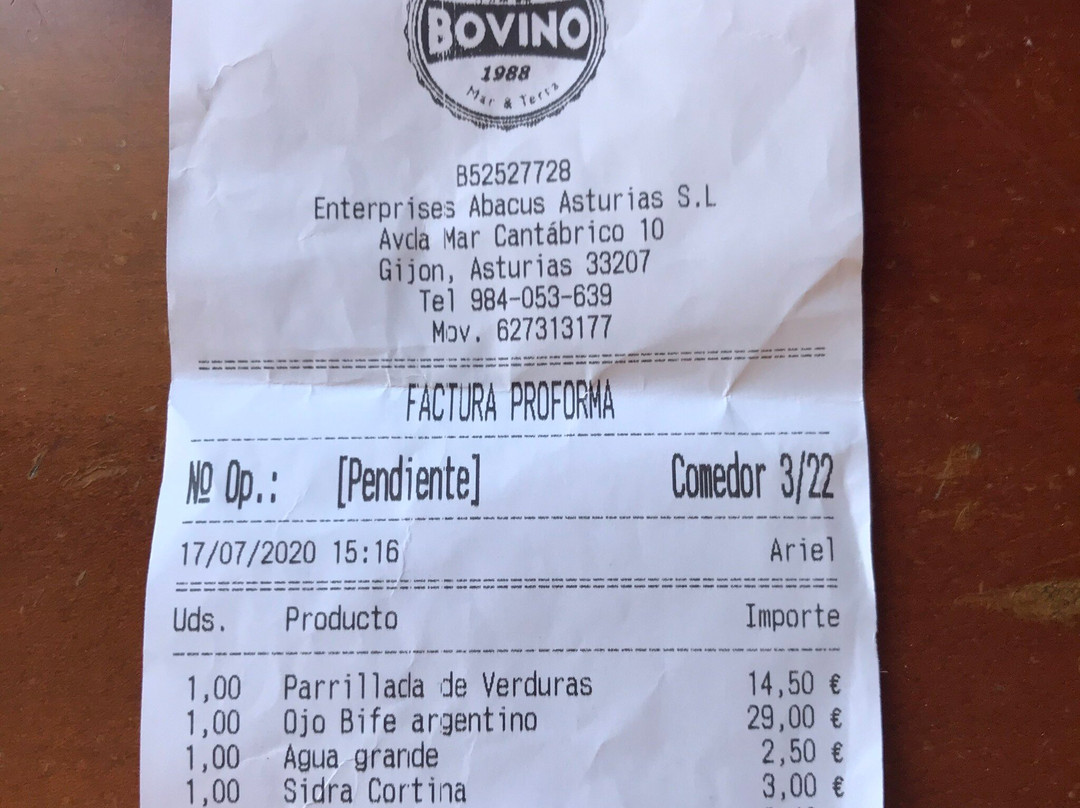 BOVINO
1988
Mar & Terra
B52527728
Enterprises Abacus Asturias S.L
Avda Mar Cantábrico 10
Gijon, Asturias 33207
Tel 984-053-639
Mov. 627313177
FACTURA PROFORMA
Nº Op.: [Pendiente] Comedor 3/22
17/07/2020 15:16 Ariel
Uds. Producto Importe
1,00 Parrillada de Verduras 14,50 €
1,00 Ojo Bife argentino 29,00 €
1,00 Agua grande 2,50 €
1,00 Sidra Cortina 3,00 €